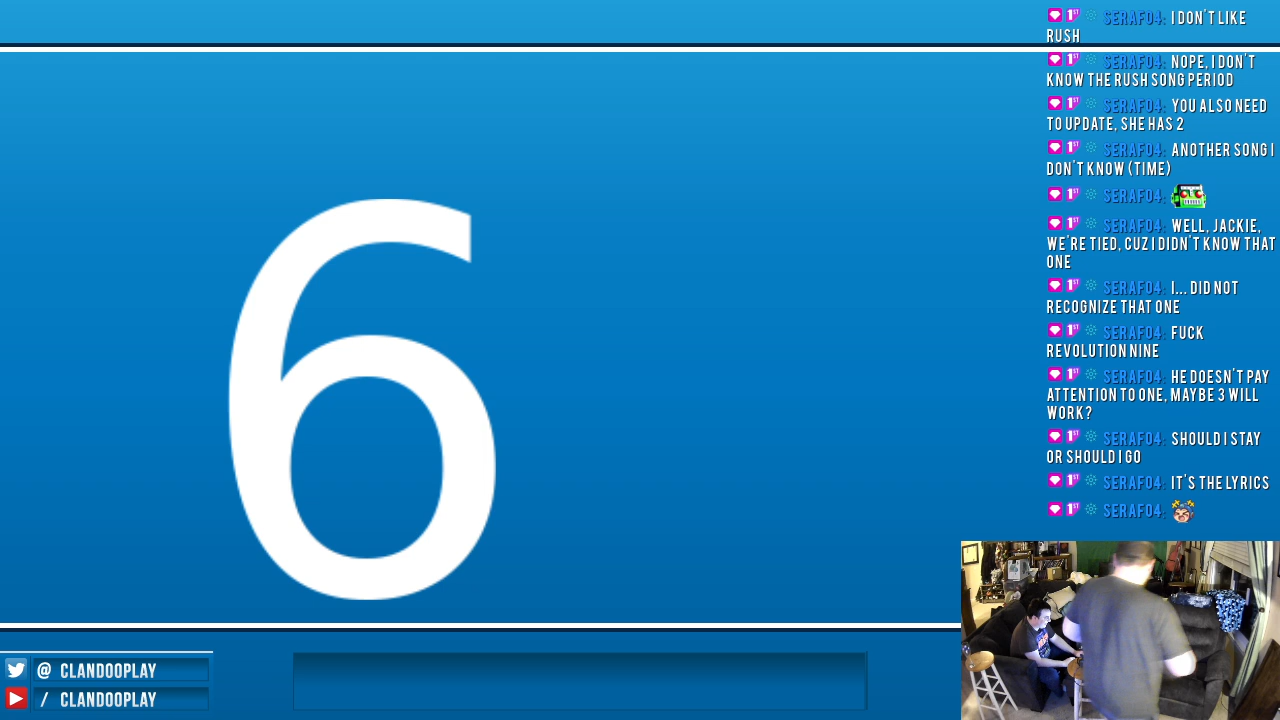 SERAF04: I DON'T LIKE
RUSH
SERAF04: NOPE, I DON'T
KNOW THE RUSH SONG PERIOD
SERAF04: YOU ALSO NEED
TO UPDATE, SHE HAS 2
SERAF04: ANOTHER SONG I
DON'T KNOW (TIME)
SERAF04:
SERAF04: WELL, JACKIE,
WE'RE TIED, CUZ I DIDN'T KNOW THAT
ONE
SERAF04: I... DID NOT
RECOGNIZE THAT ONE
SERAF04: FUCK
REVOLUTION NINE
SERAF04: HE DOESN'T PAY
ATTENTION TO ONE, MAYBE 3 WILL
WORK?
SERAF04: SHOULD I STAY
OR SHOULD I GO
SERAF04: IT'S THE LYRICS
SERAF04:
6
@ CLANDOOPLAY
/ CLANDOOPLAY